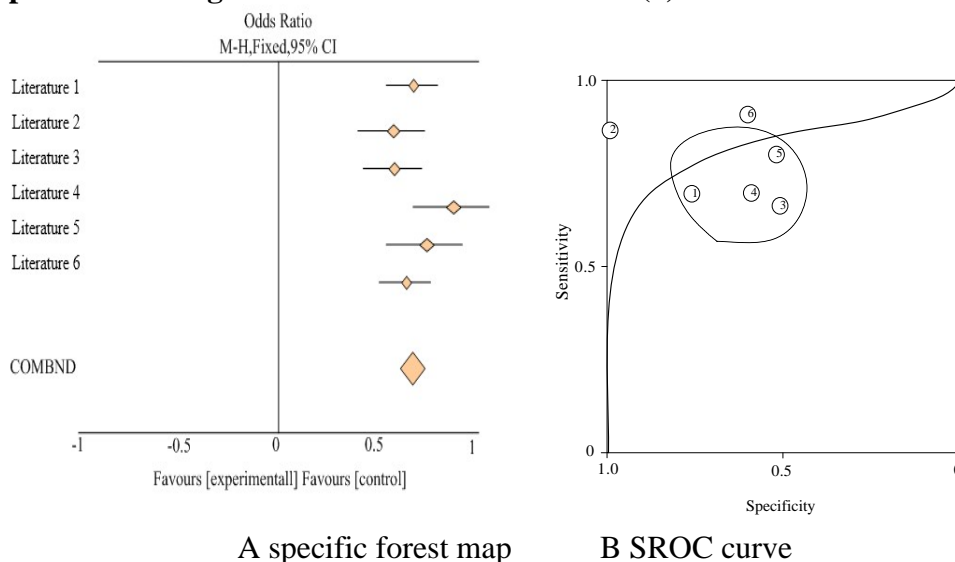 Odds Ratio
M-H,Fixed,95% CI
Literature 1
Literature 2
Literature 3
Literature 4
Literature 5
Literature 6
COMBND
-1 -0.5 0 0.5 1
Favours [experimentall] Favours [control]
1.0
0.5
0
Sensitivity
2
6
5
1
4
3
1.0 0.5
Specificity
A specific forest map B SROC curve